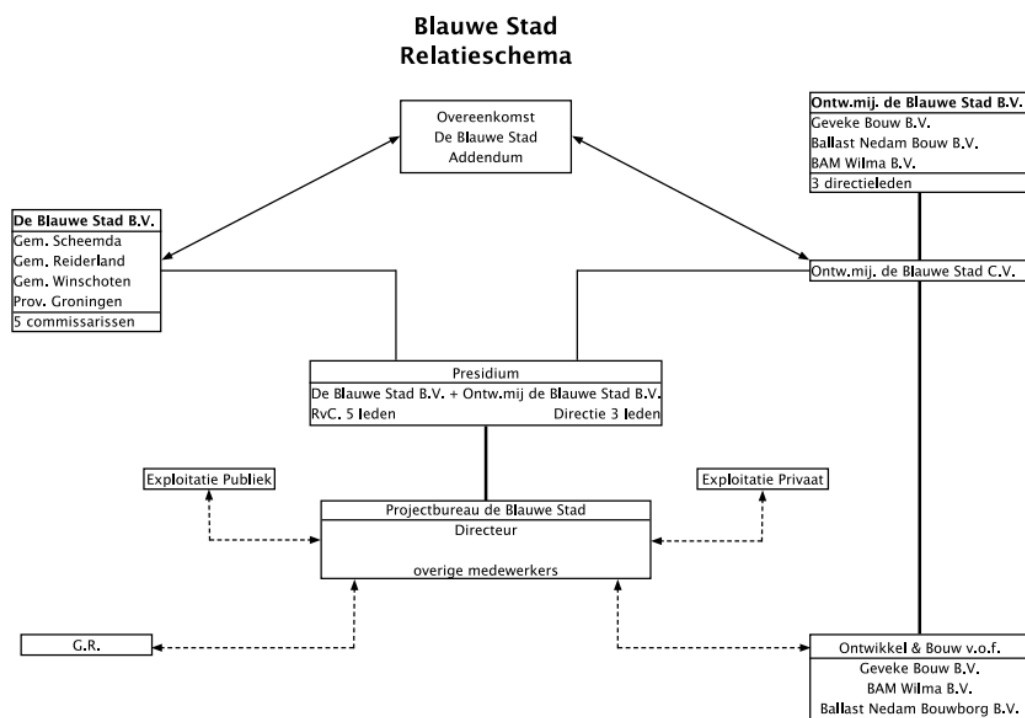 Blauwe Stad
Relatieschema
Overeenkomst
De Blauwe Stad
Addendum
Ontw.mij. de Blauwe Stad B.V.
Geveke Bouw B.V.
Ballast Nedam Bouw B.V.
BAM Wilma B.V.
3 directieleden
De Blauwe Stad B.V.
Gem. Scheemda
Gem. Reiderland
Gem. Winschoten
Prov. Groningen
5 commissarissen
Ontw.mij. de Blauwe Stad C.V.
Presidium
De Blauwe Stad B.V. + Ontw.mij de Blauwe Stad B.V.
RvC. 5 leden Directie 3 leden
Exploitatie Publiek
Exploitatie Privaat
Projectbureau de Blauwe Stad
Directeur
overige medewerkers
G.R.
Ontwikkel & Bouw v.o.f.
Geveke Bouw B.V.
BAM Wilma B.V.
Ballast Nedam Bouwborg B.V.